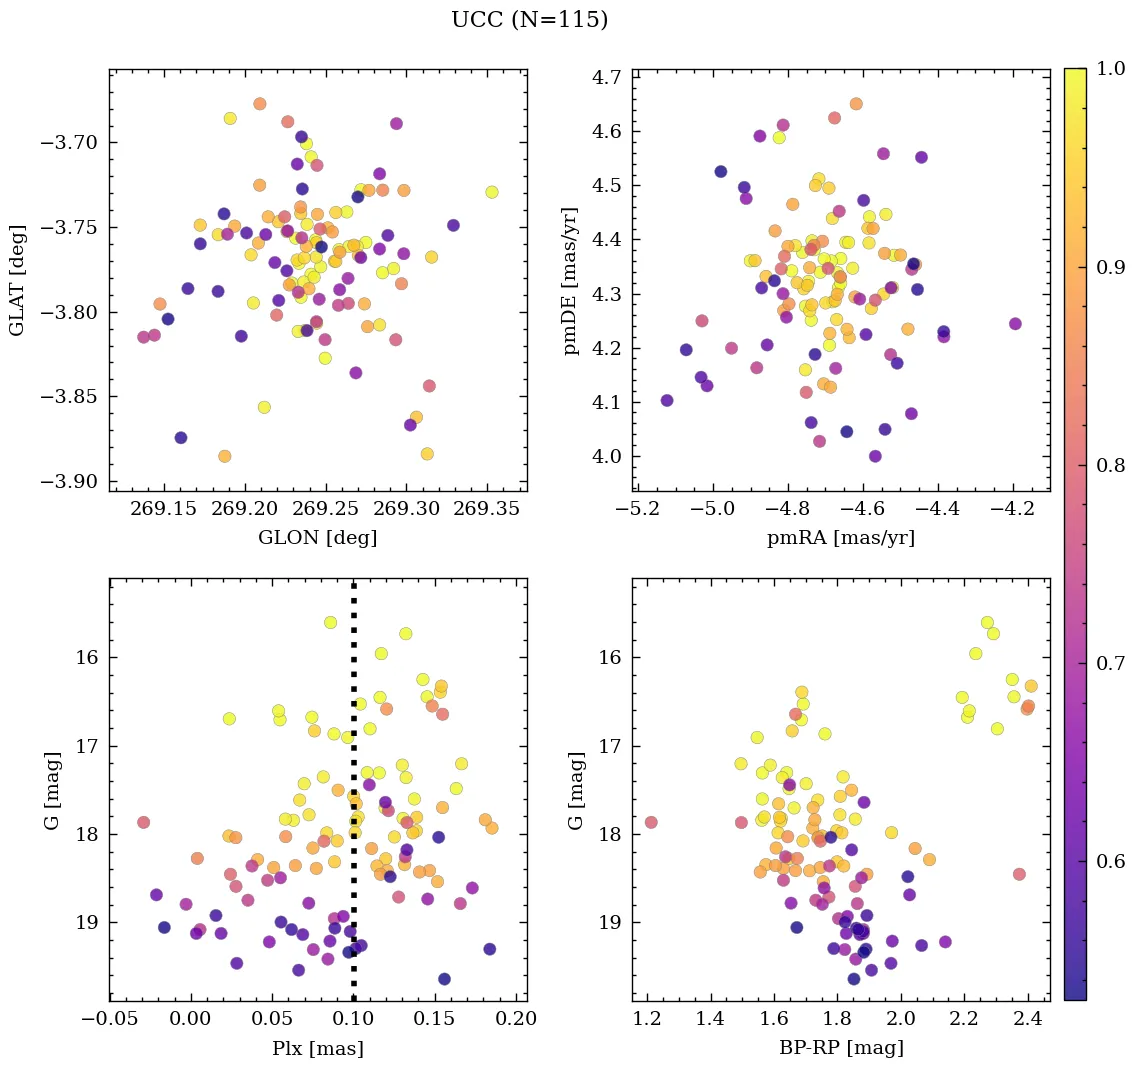 UCC (N=115)
−3.70
−3.75
−3.80
−3.85
−3.90
GLAT [deg]
269.15 269.20 269.25 269.30 269.35
GLON [deg]
4.7
4.6
4.5
4.4
4.3
4.2
4.1
4.0
pmDE [mas/yr]
−5.2 −5.0 −4.8 −4.6 −4.4 −4.2
pmRA [mas/yr]
16
17
18
19
G [mag]
−0.05 0.00 0.05 0.10 0.15 0.20
Plx [mas]
16
17
18
19
G [mag]
1.2 1.4 1.6 1.8 2.0 2.2 2.4
BP-RP [mag]
1.0
0.9
0.8
0.7
0.6